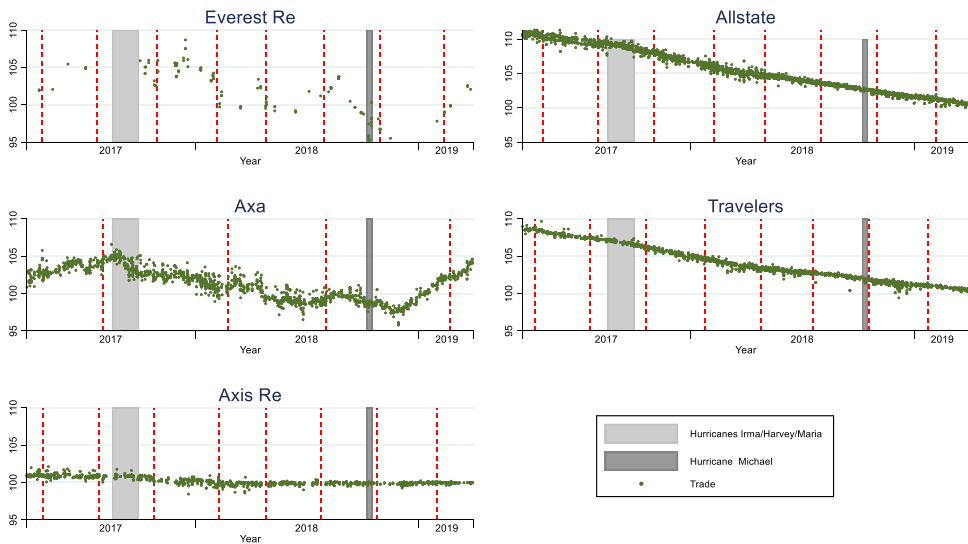 Everest Re
110
105
100
95
2017
2018
2019
Year
Allstate
110
105
100
95
2017
2018
2019
Year
Axa
110
105
100
95
2017
2018
2019
Year
Travelers
110
105
100
95
2017
2018
2019
Year
Axis Re
110
105
100
95
2017
2018
2019
Year
Hurricanes Irma/Harvey/Maria
Hurricane Michael
Trade